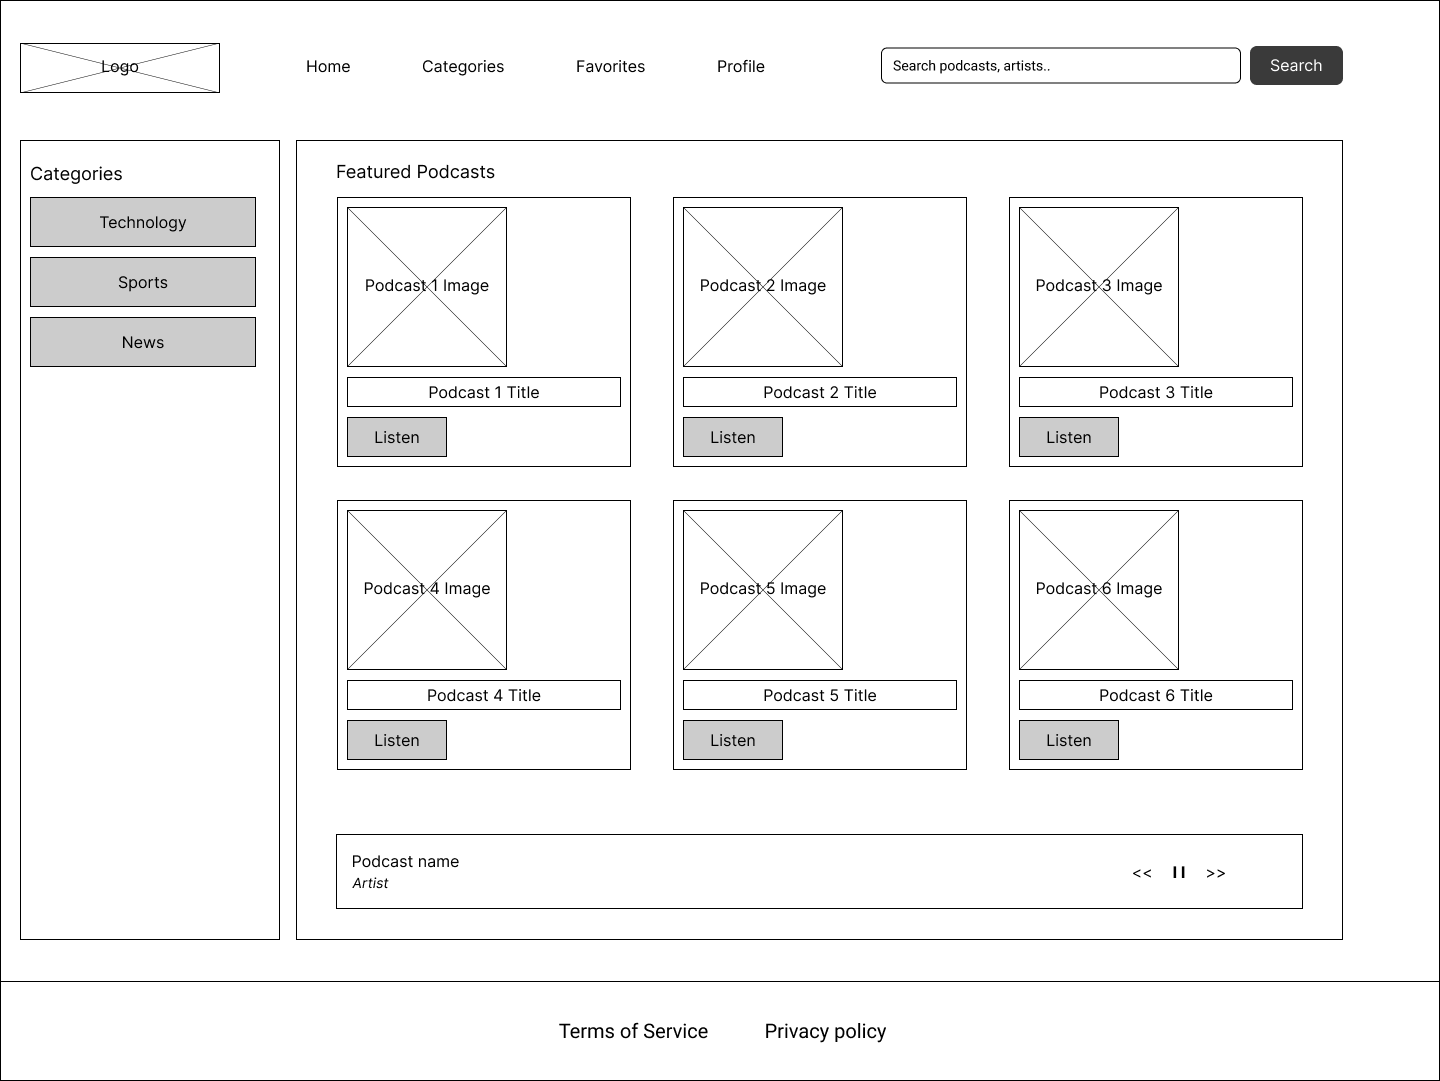 Logo
Home
Categories
Favorites
Profile
Search podcasts, artists..
Search
Categories
Technology
Sports
News
Featured Podcasts
Podcast 1 Image
Podcast 1 Title
Listen
Podcast 2 Image
Podcast 2 Title
Listen
Podcast 3 Image
Podcast 3 Title
Listen
Podcast 4 Image
Podcast 4 Title
Listen
Podcast 5 Image
Podcast 5 Title
Listen
Podcast 6 Image
Podcast 6 Title
Listen
Podcast name
Artist
<< II >>
Terms of Service
Privacy policy